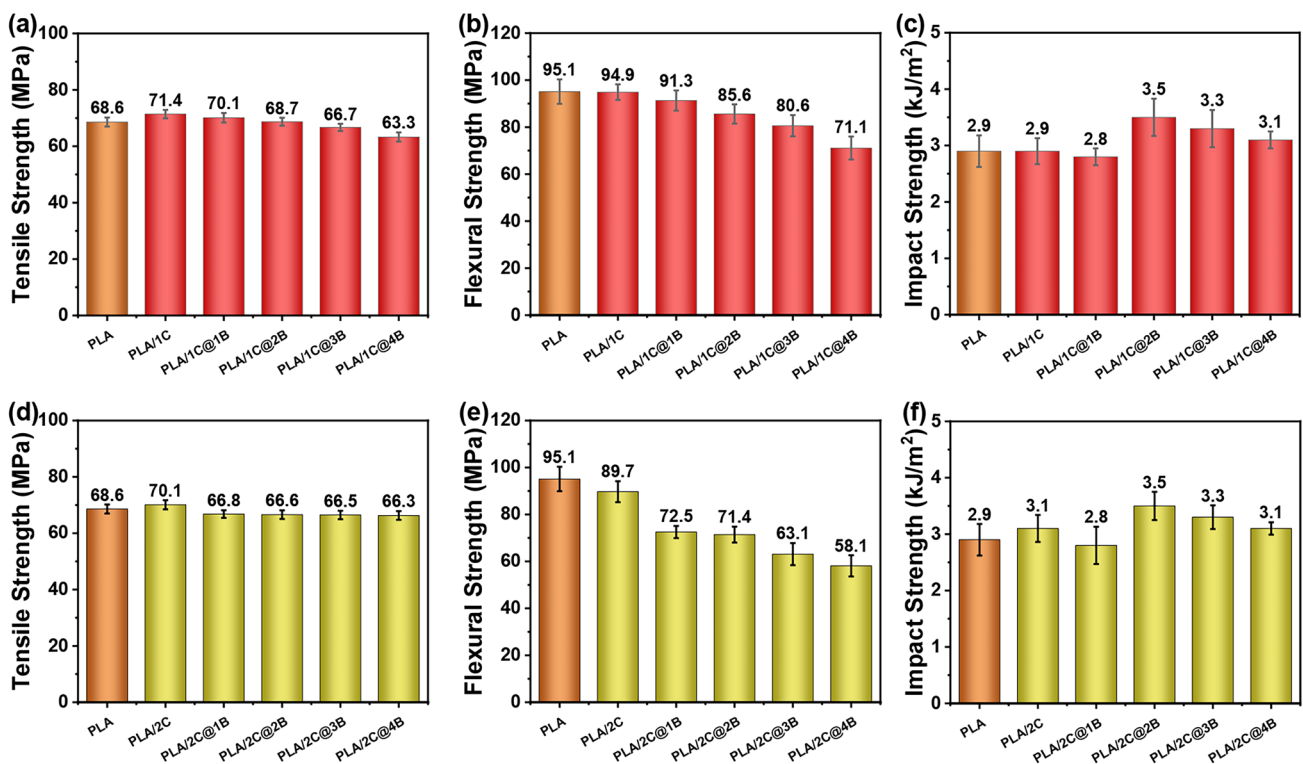 (a)
Tensile Strength (MPa)
100
80
60
40
20
0
68.6
71.4
70.1
68.7
66.7
63.3
PLA
PLA/1C
PLA/1C@1B
PLA/1C@2B
PLA/1C@3B
PLA/1C@4B
(b)
Flexural Strength (MPa)
120
100
80
60
40
20
0
95.1
94.9
91.3
85.6
80.6
71.1
PLA
PLA/1C
PLA/1C@1B
PLA/1C@2B
PLA/1C@3B
PLA/1C@4B
(c)
Impact Strength (kJ/m²)
5
4
3
2
1
0
2.9
2.9
2.8
3.5
3.3
3.1
PLA
PLA/1C
PLA/1C@1B
PLA/1C@2B
PLA/1C@3B
PLA/1C@4B
(d)
Tensile Strength (MPa)
100
80
60
40
20
0
68.6
70.1
66.8
66.6
66.5
66.3
PLA
PLA/2C
PLA/2C@1B
PLA/2C@2B
PLA/2C@3B
PLA/2C@4B
(e)
Flexural Strength (MPa)
120
100
80
60
40
20
0
95.1
89.7
72.5
71.4
63.1
58.1
PLA
PLA/2C
PLA/2C@1B
PLA/2C@2B
PLA/2C@3B
PLA/2C@4B
(f)
Impact Strength (kJ/m²)
5
4
3
2
1
0
2.9
3.1
2.8
3.5
3.3
3.1
PLA
PLA/2C
PLA/2C@1B
PLA/2C@2B
PLA/2C@3B
PLA/2C@4B